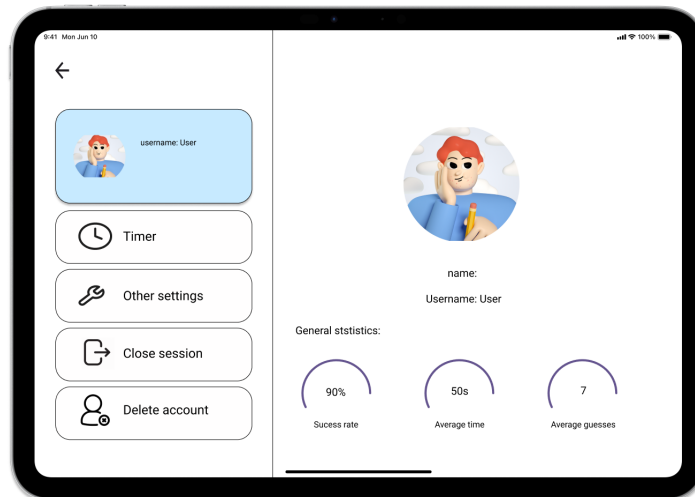 9:41 Mon Jun 10
100%
username: User
Timer
Other settings
Close session
Delete account
name:
Username: User
General ststistics:
90%
50s
7
Sucess rate
Average time
Average guesses